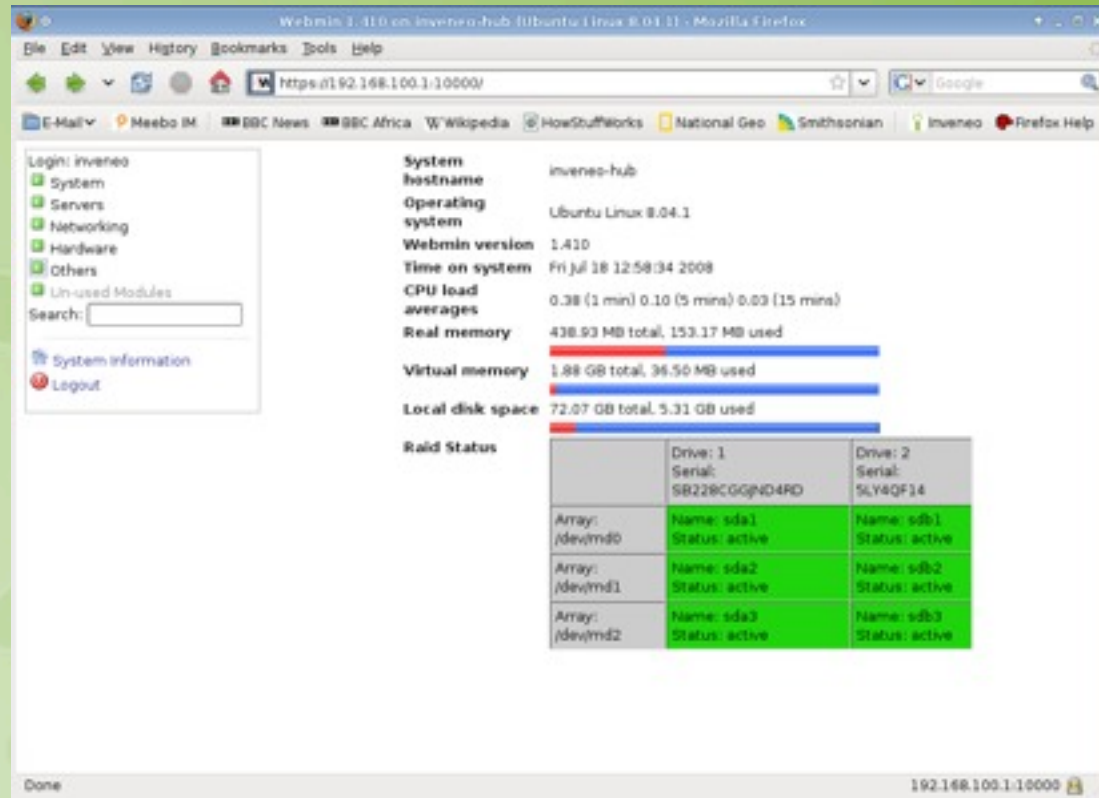 Webmin 1.410 on inveneo-hub (Ubuntu Linux 8.04.1) - Mozilla Firefox
File Edit View History Bookmarks Tools Help
https://192.168.100.1:10000/ Google
E-Mail Meebo IM BBC News BBC Africa Wikipedia HowStuffWorks National Geo Smithsonian Inveneo Firefox Help
Login: inveneo
System
Servers
Networking
Hardware
Others
Un-used Modules
Search:
System Information
Logout
System hostname inveneo-hub
Operating system Ubuntu Linux 8.04.1
Webmin version 1.410
Time on system Fri Jul 18 12:58:34 2008
CPU load averages 0.38 (1 min) 0.10 (5 mins) 0.03 (15 mins)
Real memory 438.93 MB total, 153.17 MB used
Virtual memory 1.88 GB total, 36.50 MB used
Local disk space 72.07 GB total, 5.31 GB used
Raid Status
Drive: 1 Drive: 2
Serial: Serial:
5LY4QF14
Array: Name: sda1 Name: sdb1
/dev/md0 Status: active Status: active
Array: Name: sda2 Name: sdb2
/dev/md1 Status: active Status: active
Array: Name: sda3 Name: sdb3
/dev/md2 Status: active Status: active
Done 192.168.100.1:10000